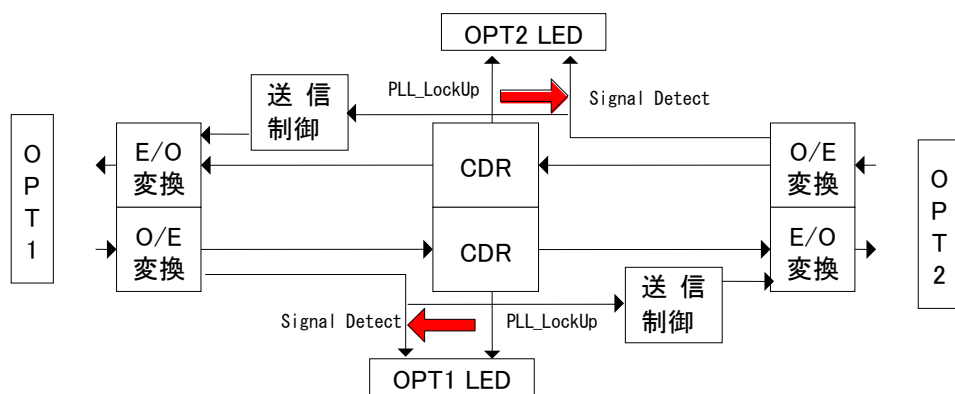 OPT2 LED
PLL_LockUp
Signal Detect
送 信
制御
O
P
T
1
E/O
変換
CDR
O/E
変換
O
P
T
2
O/E
変換
CDR
E/O
変換
送 信
制御
Signal Detect
PLL_LockUp
OPT1 LED